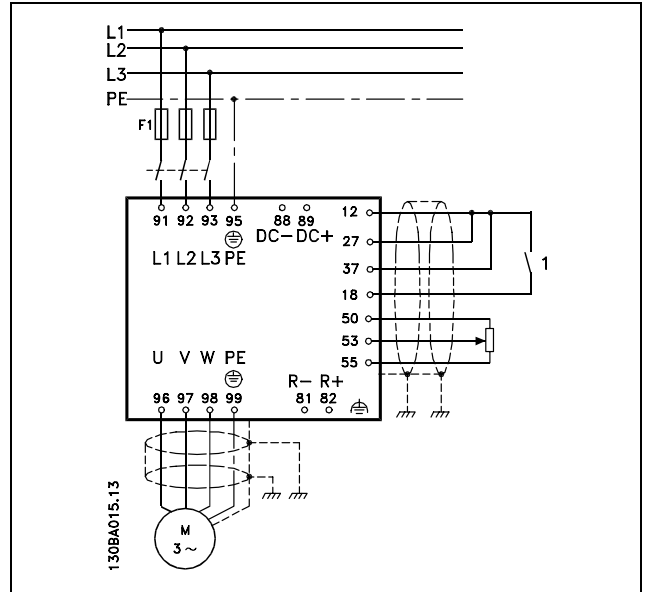 L1
L2
L3
PE
F1
91 92 93 95 88 89
DC- DC+
L1 L2 L3 PE
12
27
37
18
50
53
55
1
U V W PE
R- R+
96 97 98 99 81 82
M
3~
130BA015.13